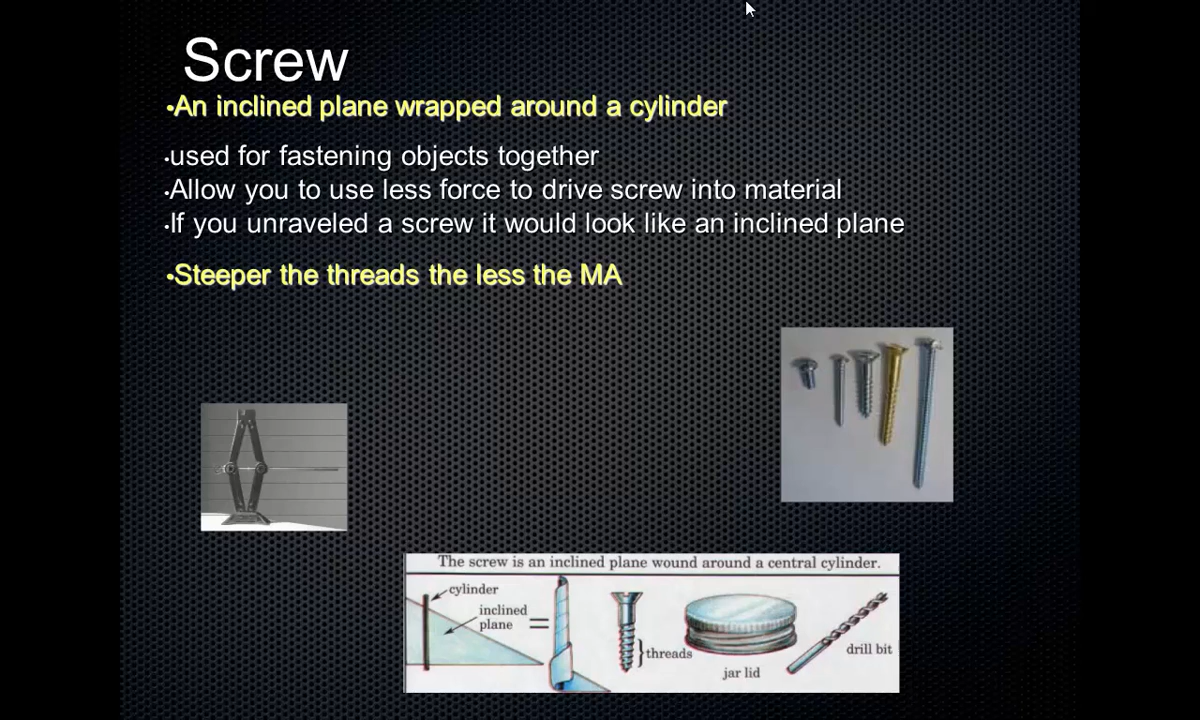 Screw
•An inclined plane wrapped around a cylinder
•used for fastening objects together
•Allow you to use less force to drive screw into material
•If you unraveled a screw it would look like an inclined plane
•Steeper the threads the less the MA
The screw is an inclined plane wound around a central cylinder.
cylinder
inclined
plane
=
threads
jar lid
drill bit